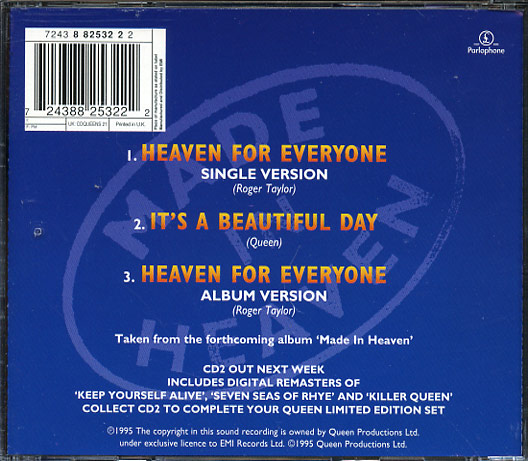 7243 8 82532 2 2
7 24388 25322 2
UK: CDQUEENS 21
Printed in U.K.
Parlophone
MADE IN HEAVEN
1. HEAVEN FOR EVERYONE
SINGLE VERSION
(Roger Taylor)
2. IT'S A BEAUTIFUL DAY
(Queen)
3. HEAVEN FOR EVERYONE
ALBUM VERSION
(Roger Taylor)
Taken from the forthcoming album 'Made In Heaven'
CD2 OUT NEXT WEEK
INCLUDES DIGITAL REMASTERS OF
'KEEP YOURSELF ALIVE', 'SEVEN SEAS OF RHYE' AND 'KILLER QUEEN'
COLLECT CD2 TO COMPLETE YOUR QUEEN LIMITED EDITION SET
℗1995 The copyright in this sound recording is owned by Queen Productions Ltd.
under exclusive licence to EMI Records Ltd. ©1995 Queen Productions Ltd.